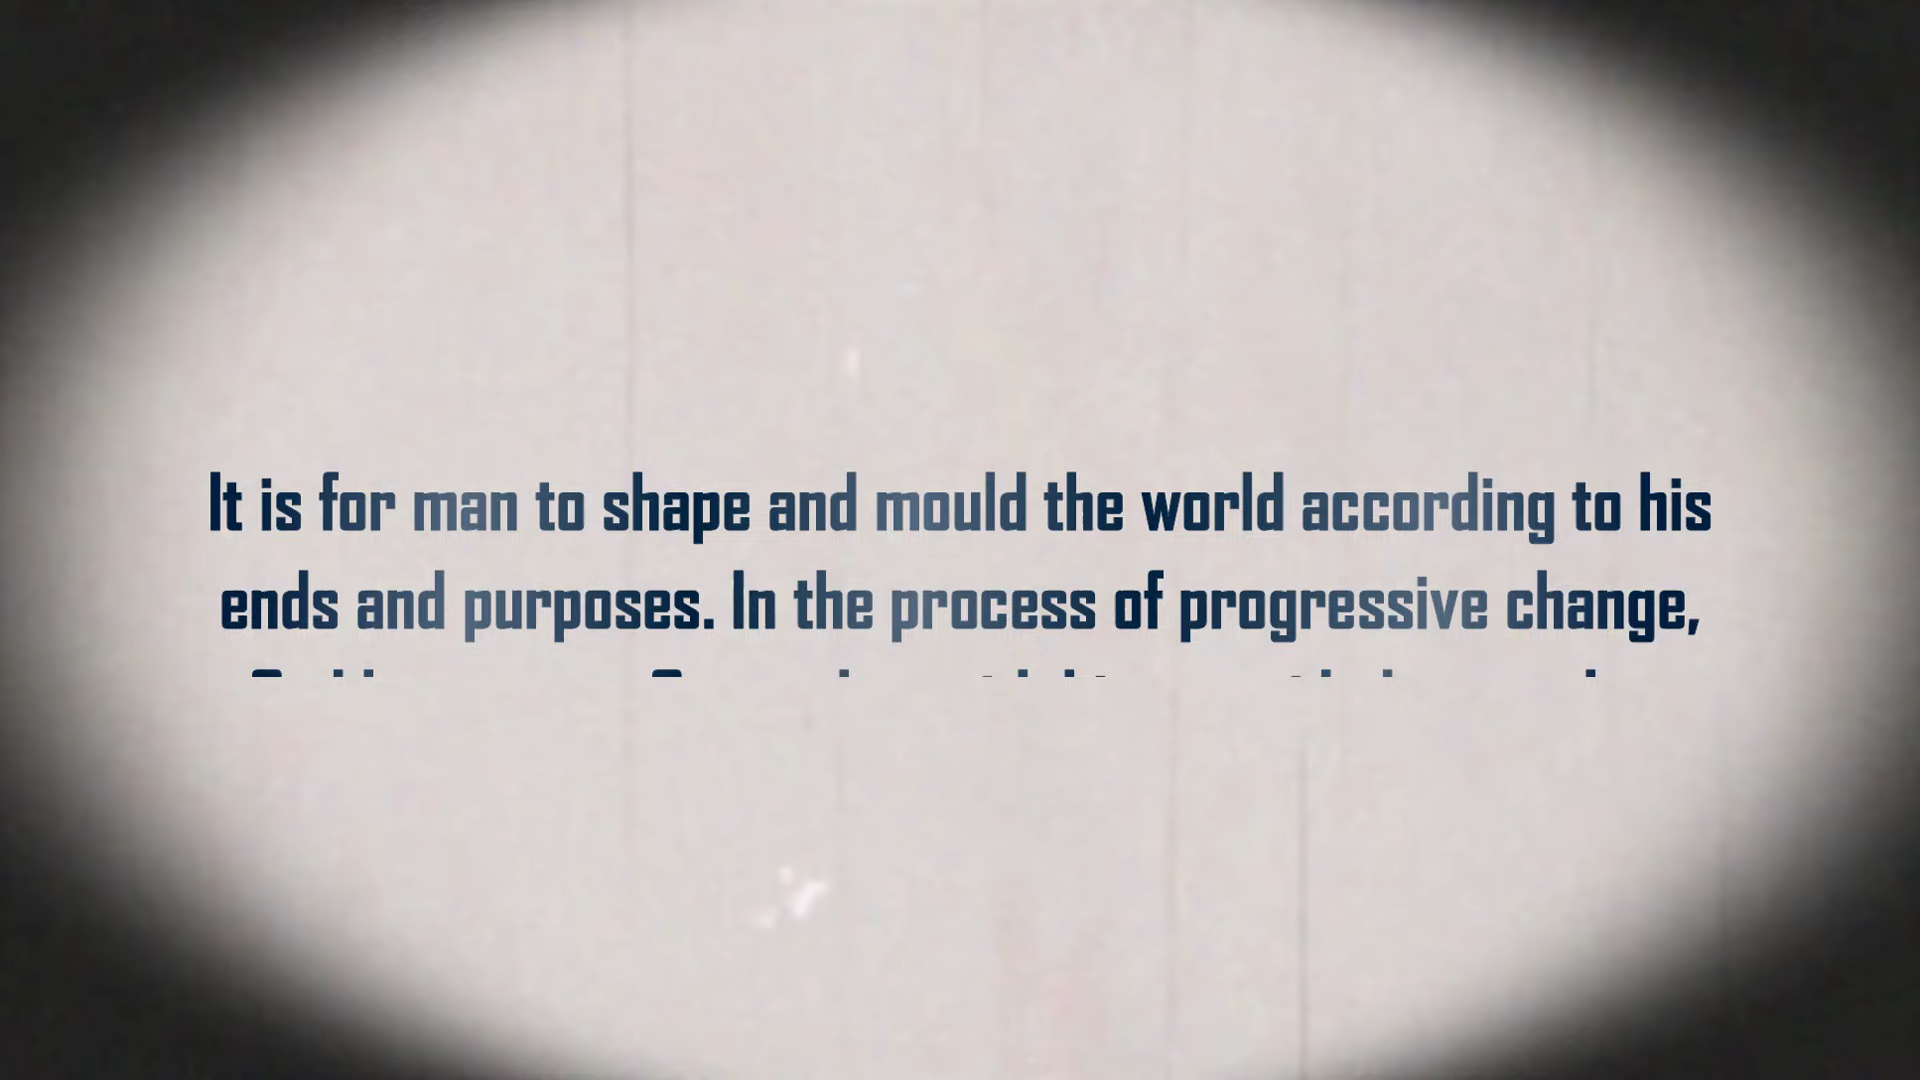 It is for man to shape and mould the world according to his
ends and purposes. In the process of progressive change,